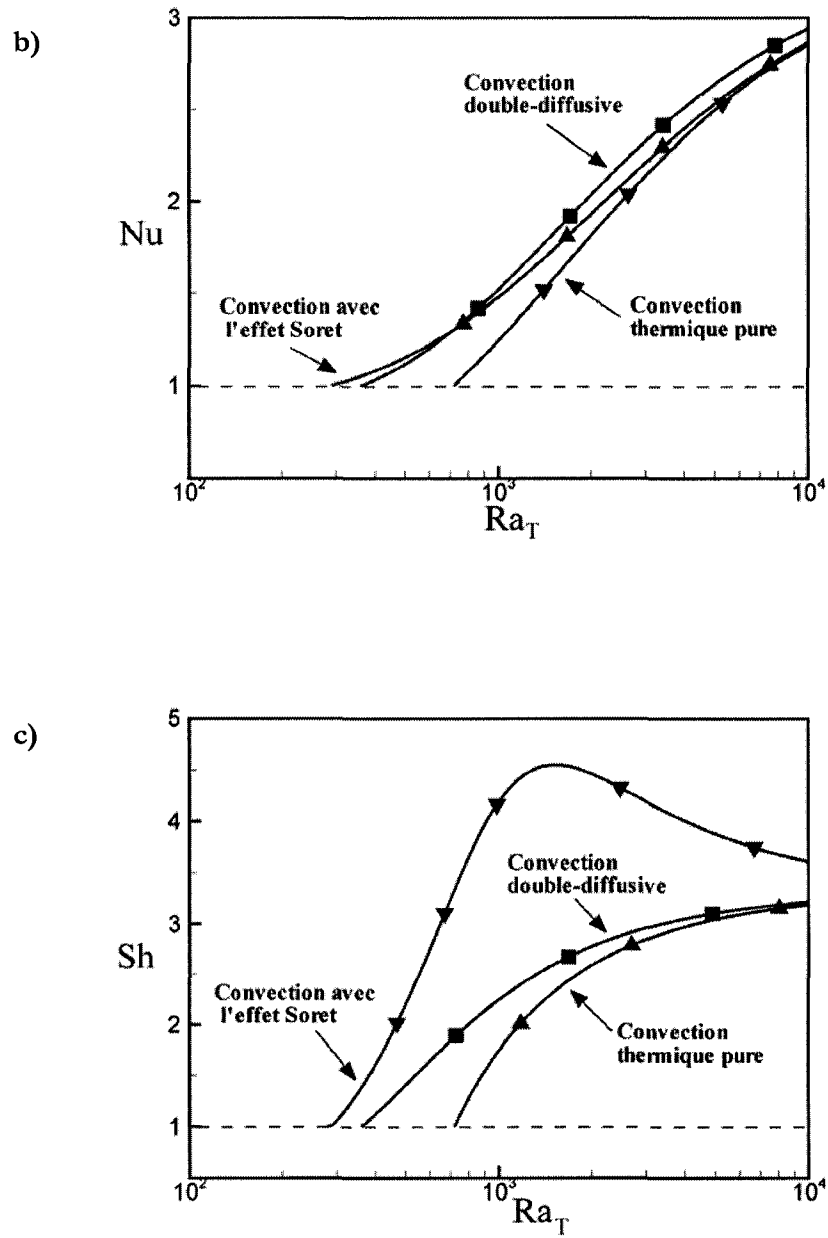 b)
3
Convection
double-diffusive
2
Nu
Convection avec
l'effet Soret
Convection
thermique pure
1
10²
10³
10⁴
Ra_T
c)
5
4
Convection
double-diffusive
3
Sh
Convection avec
l'effet Soret
2
Convection
thermique pure
1
10²
10³
10⁴
Ra_T